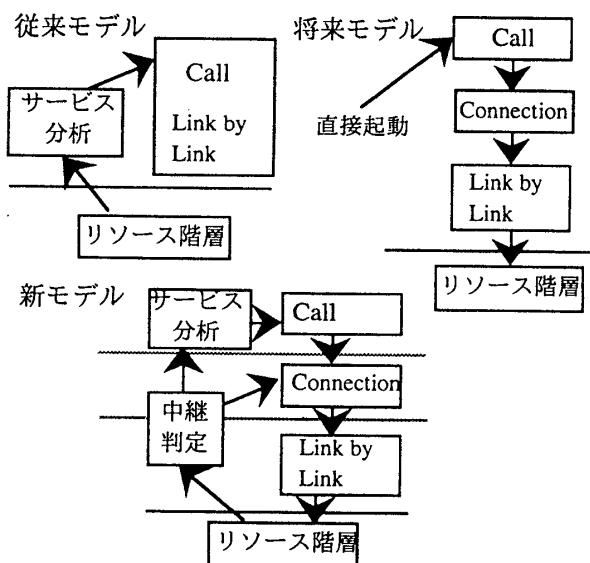 従来モデル
Call
Link by
Link
サービス
分析
リソース階層
将来モデル
Call
直接起動
Connection
Link by
Link
リソース階層
新モデル
サービス
分析
Call
Connection
中継
判定
Link by
Link
リソース階層